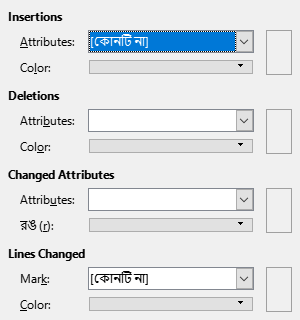 Insertions
Attributes: [কোনটি না]
Color:
Deletions
Attributes:
Color:
Changed Attributes
Attributes:
রঙ (r):
Lines Changed
Mark: [কোনটি না]
Color: